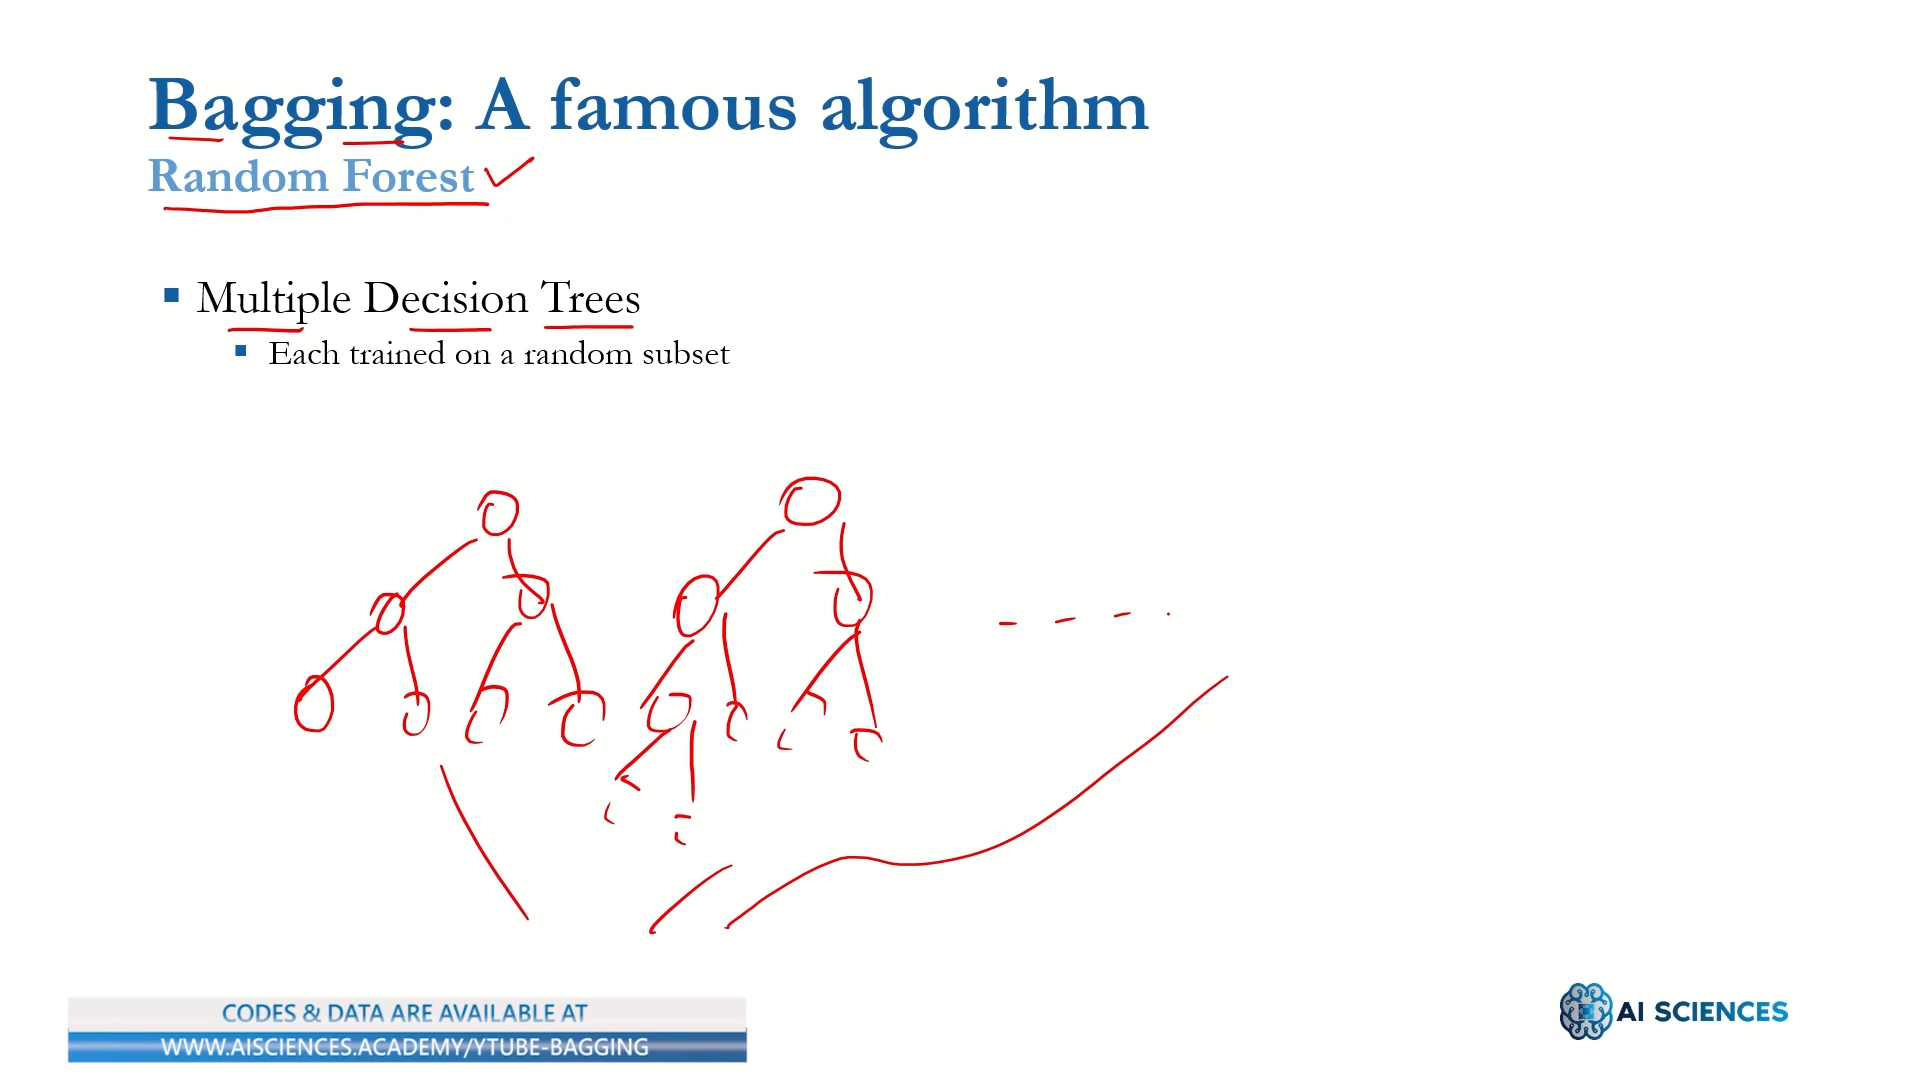 Bagging: A famous algorithm
Random Forest
Multiple Decision Trees
Each trained on a random subset
CODES & DATA ARE AVAILABLE AT
WWW.AISCIENCES.ACADEMY/YTUBE-BAGGING
AI SCIENCES